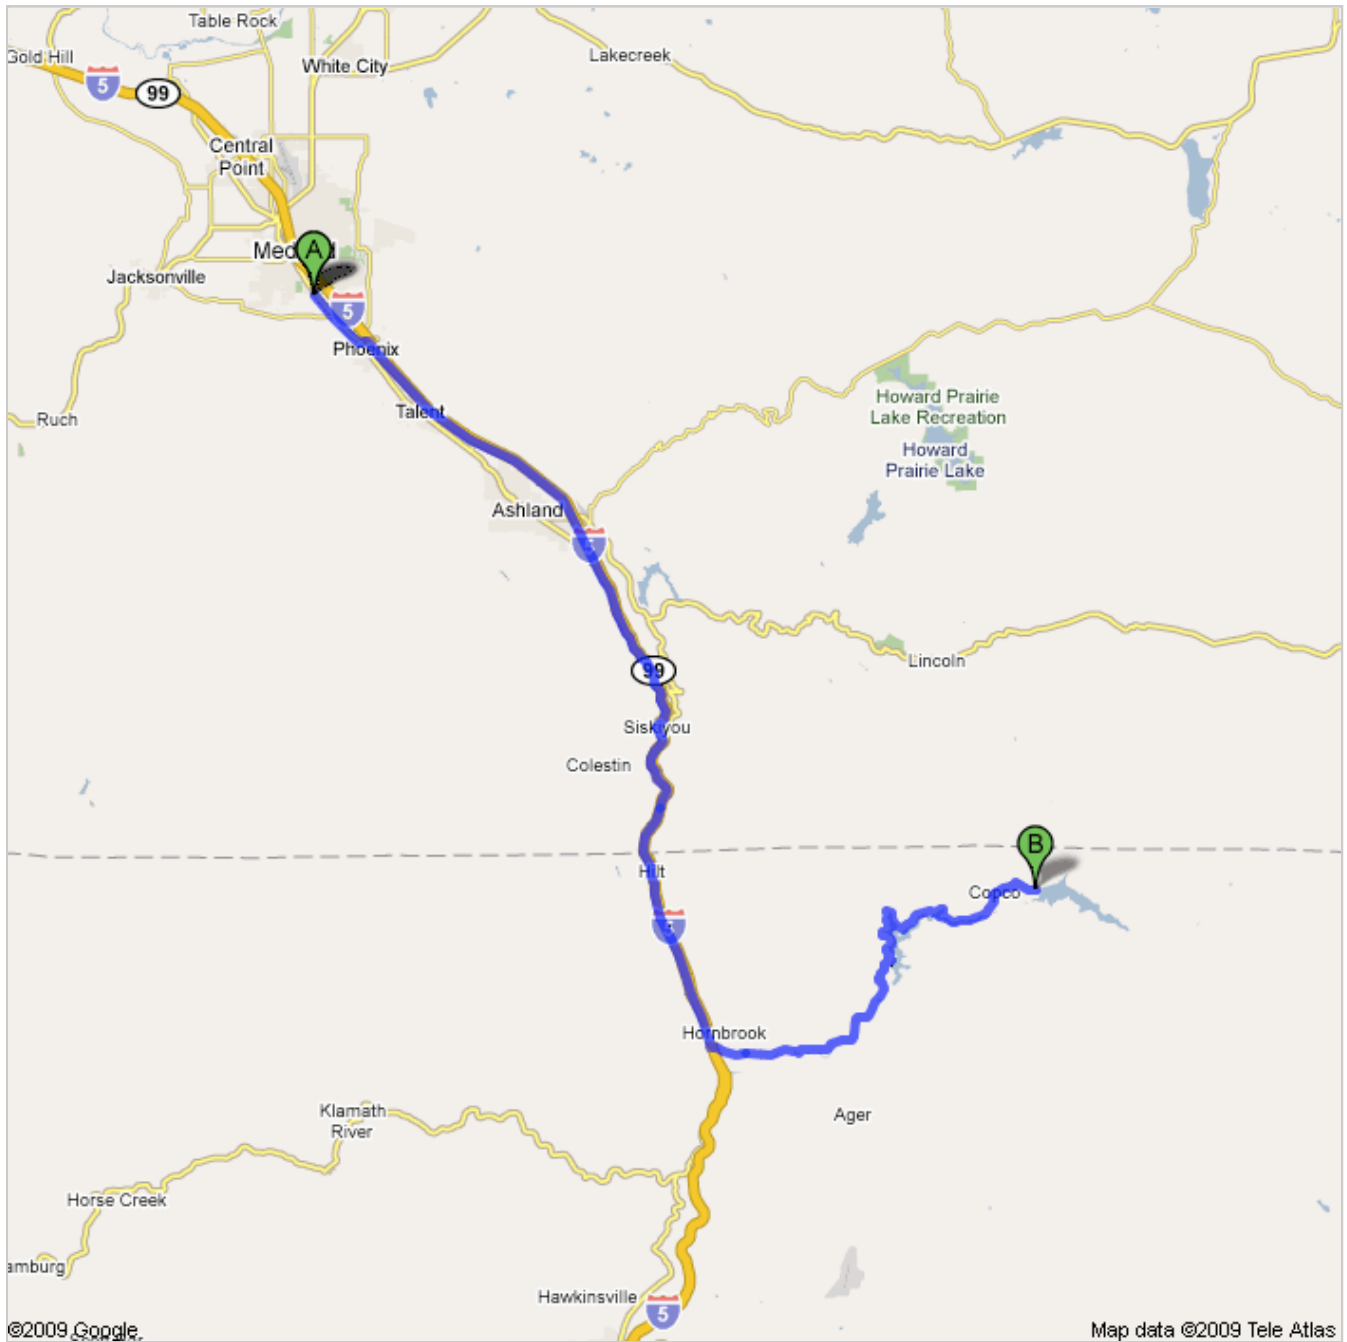 Table Rock
Gold Hill
5
99
White City
Lakecreek
Central
Point
A
Jacksonville
5
Phoenix
Talent
Ruch
Howard Prairie
Lake Recreation
Howard
Prairie Lake
Ashland
5
Lincoln
99
Siskiyou
Colestin
B
Hilt
Copco
5
Hornbrook
Klamath
River
Ager
Horse Creek
amburg
Hawkinsville
5
©2009 Google
Map data ©2009 Tele Atlas